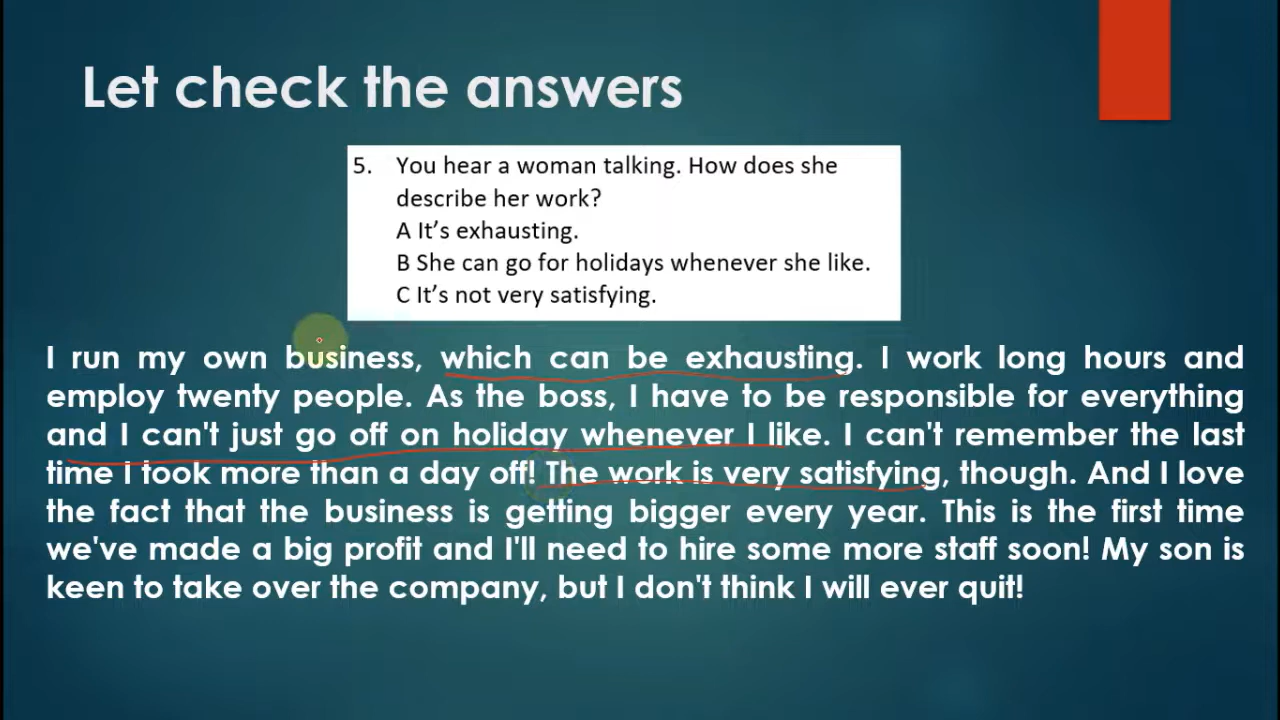 Let check the answers
5. You hear a woman talking. How does she
describe her work?
A It’s exhausting.
B She can go for holidays whenever she like.
C It’s not very satisfying.
I run my own business, which can be exhausting. I work long hours and
employ twenty people. As the boss, I have to be responsible for everything
and I can't just go off on holiday whenever I like. I can't remember the last
time I took more than a day off! The work is very satisfying, though. And I love
the fact that the business is getting bigger every year. This is the first time
we've made a big profit and I'll need to hire some more staff soon! My son is
keen to take over the company, but I don't think I will ever quit!